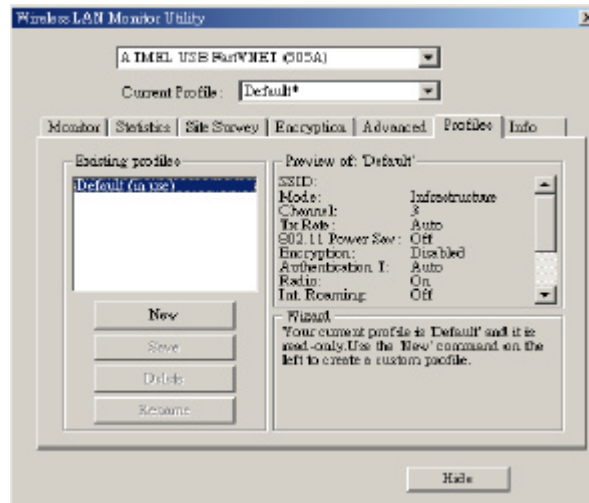 Wireless LAN Monitor Utility
ATMEL USB FastVNET (505A)
Current Profile: Default*
Monitor Statistics Site Survey Encryption Advanced Profiles Info
Existing profiles
Default (in use)
New
Save
Delete
Rename
Preview of: 'Default'
SSID:
Mode: Infrastructure
Channel: 3
Txt Rate: Auto
802.11 Power Sav: Off
Encryption: Disabled
Authentication T: Auto
Radio: On
Int. Roaming: Off
Wizard
Your current profile is 'Default' and it is
read-only.Use the 'New' command on the
left to create a custom profile.
Hide